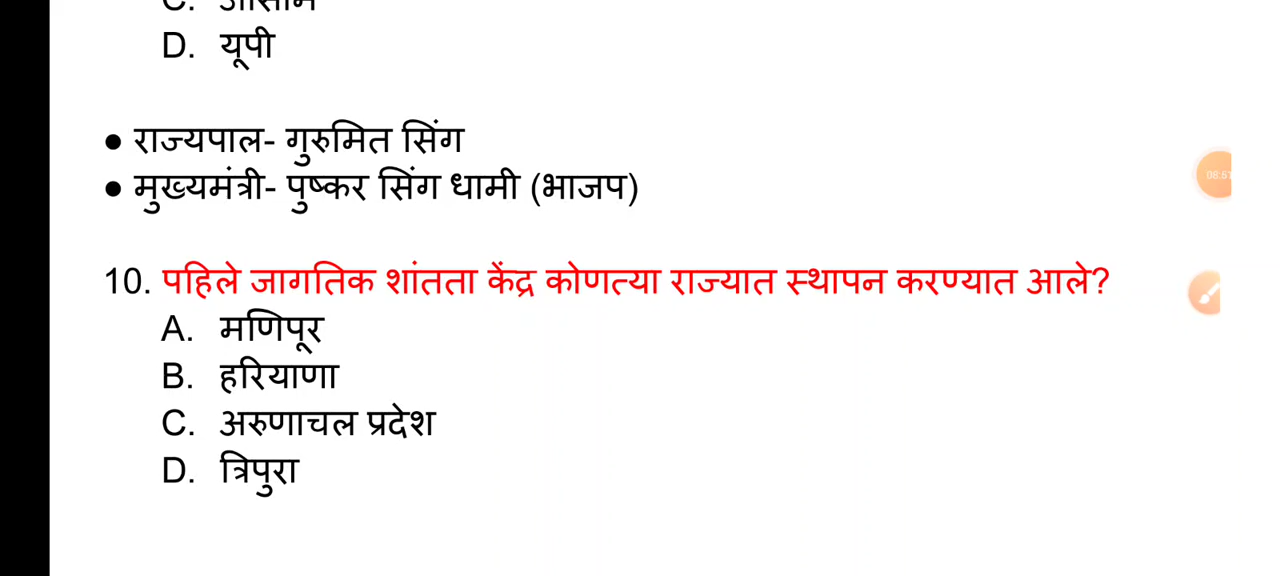 D. यूपी
● राज्यपाल- गुरुमित सिंग
● मुख्यमंत्री- पुष्कर सिंग धामी (भाजप)
10. पहिले जागतिक शांतता केंद्र कोणत्या राज्यात स्थापन करण्यात आले?
A. मणिपूर
B. हरियाणा
C. अरुणाचल प्रदेश
D. त्रिपुरा